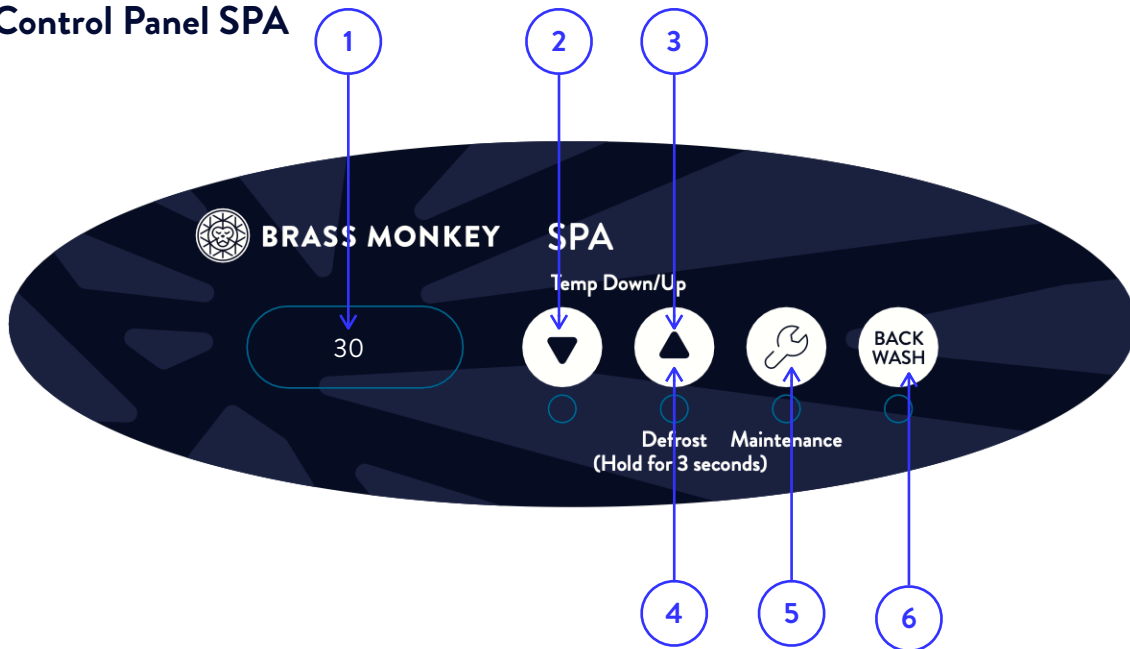 Control Panel SPA
1
2
3
BRASS MONKEY
SPA
Temp Down/Up
30
BACK
WASH
Defrost
(Hold for 3 seconds)
Maintenance
4
5
6